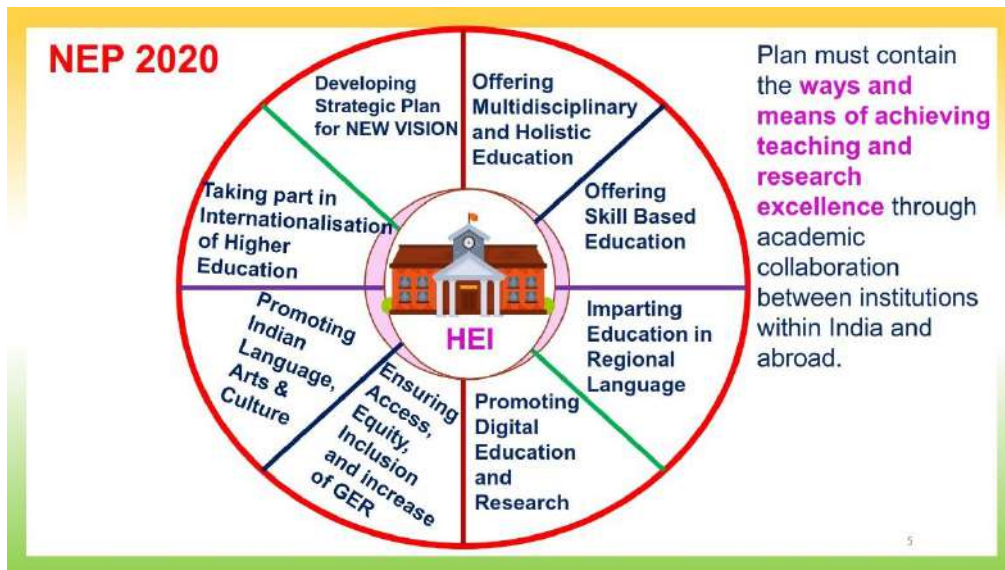 NEP 2020
Developing
Strategic Plan
for NEW VISION
Offering
Multidisciplinary
and Holistic
Education
Offering
Skill Based
Education
Imparting
Education in
Regional
Language
Promoting
Digital
Education
and
Research
Ensuring
Access,
Equity,
Inclusion
and increase
of GER
Promoting
Indian
Language,
Arts &
Culture
Taking part in
Internationalisation
of Higher
Education
HEI
Plan must contain
the ways and
means of achieving
teaching and
research
excellence through
academic
collaboration
between institutions
within India and
abroad.
5